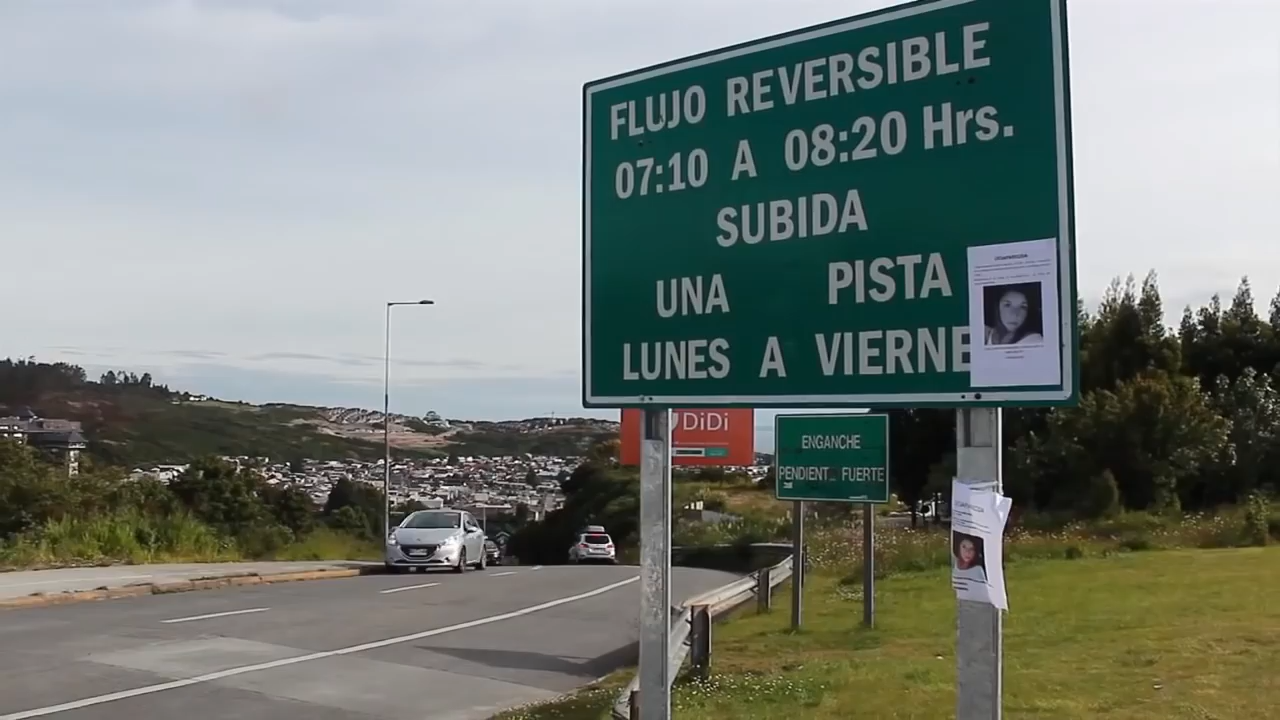 FLUJO REVERSIBLE
07:10 A 08:20 Hrs.
SUBIDA
UNA PISTA
LUNES A VIERNE
DiDi
ENGANCHE
PENDIENT FUERTE